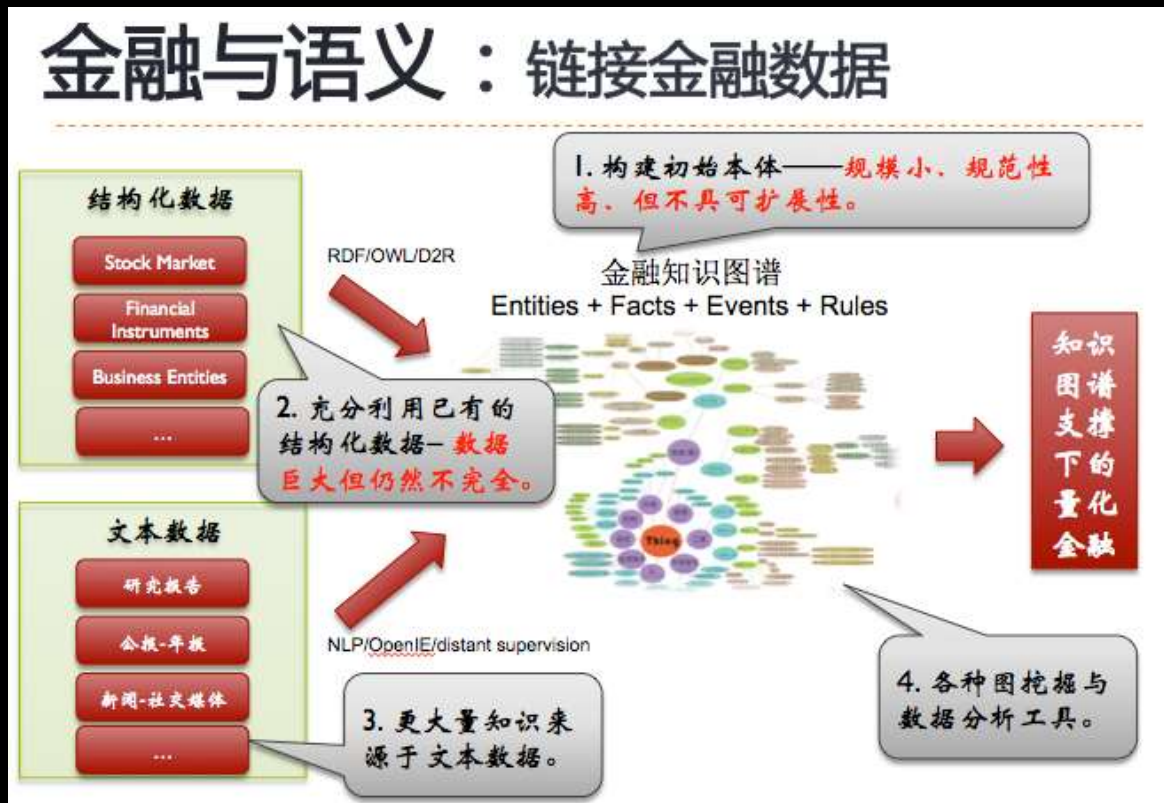 金融与语义：链接金融数据
1. 构建初始本体——规模小、规范性
高、但不具可扩展性。
结构化数据
Stock Market
Financial
Instruments
Business Entities
...
RDF/OWL/D2R
金融知识图谱
Entities + Facts + Events + Rules
2. 充分利用已有的
结构化数据– 数据
巨大但仍然不完全。
Thing
知识
图谱
支撑
下的
量化
金融
文本数据
研究报告
公报-年报
新闻-社交媒体
...
NLP/OpenIE/distant supervision
3. 更大量知识来
源于文本数据。
4. 各种图挖掘与
数据分析工具。